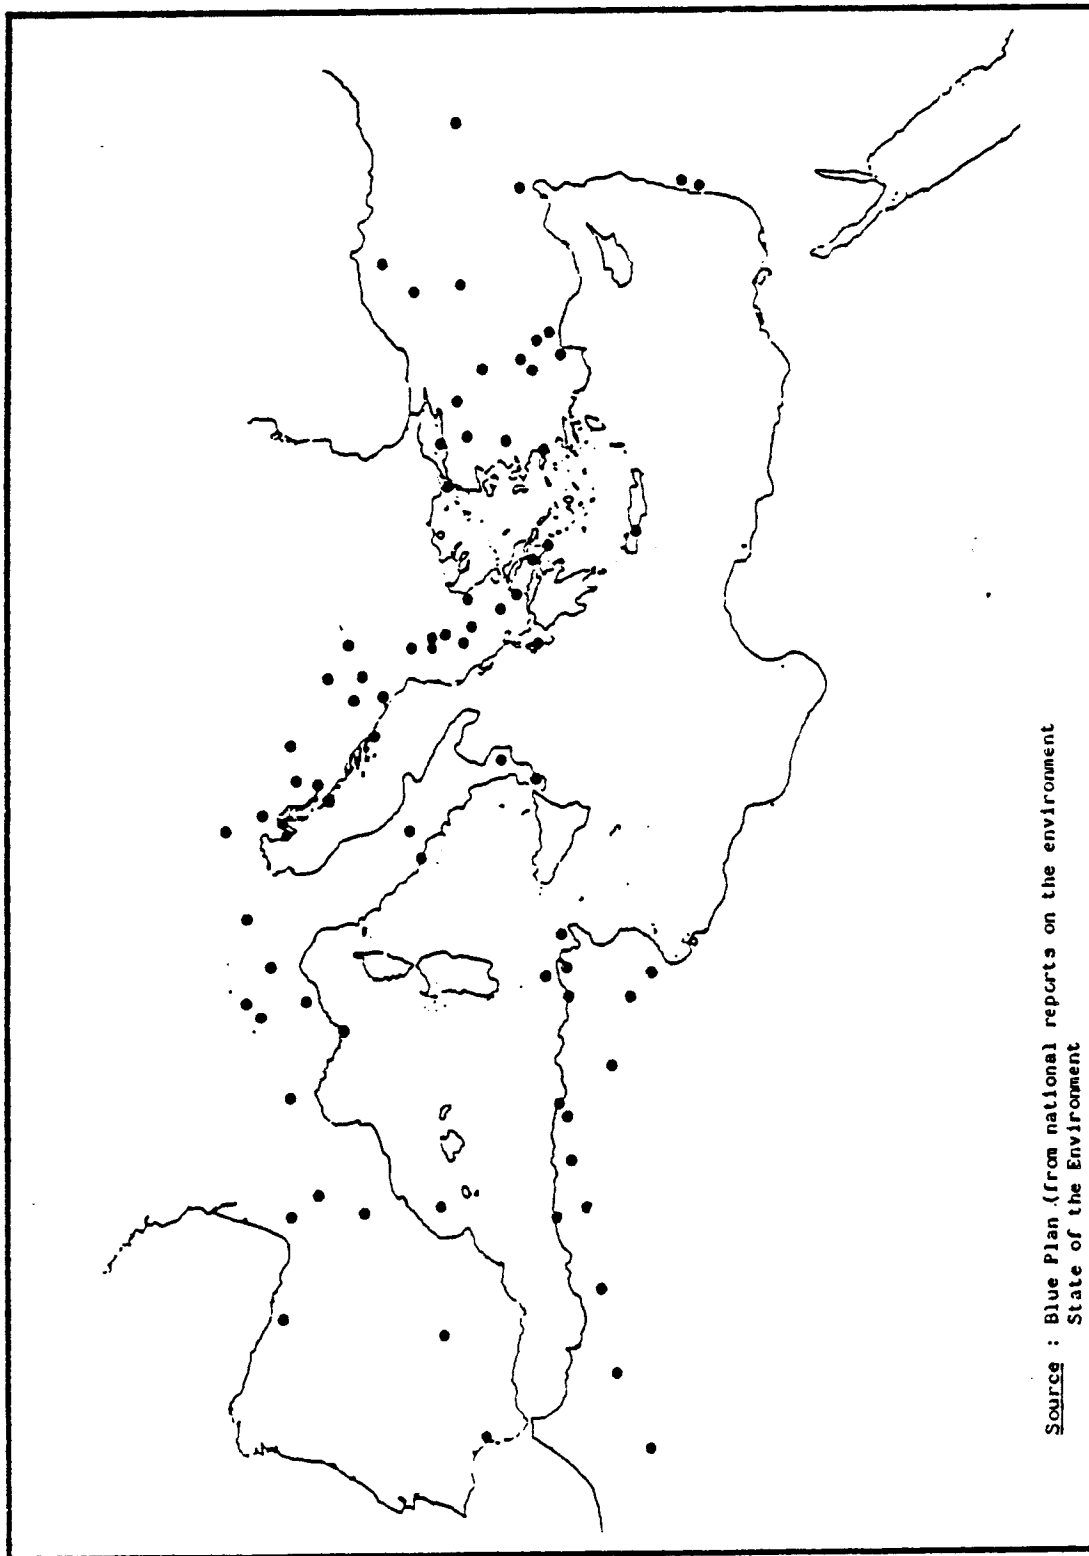 Source : Blue Plan (from national reports on the environment
State of the Environment